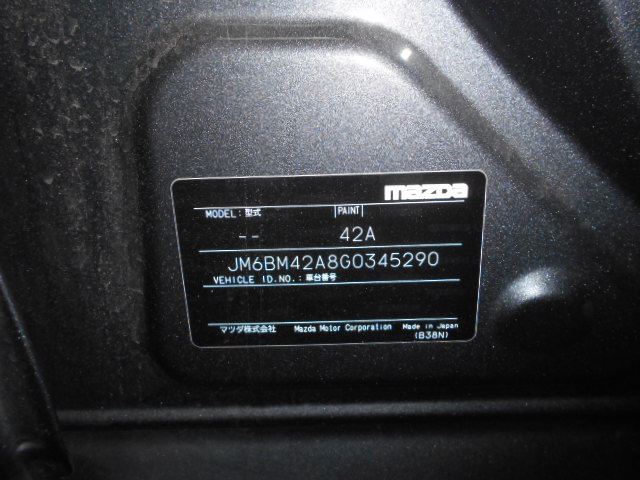 mazda
MODEL:型式 PAINT
-- 42A
JM6BM42A8G0345290
VEHICLE ID.NO.:車台番号
マツダ株式会社 Mazda Motor Corporation Made in Japan
(B38N)